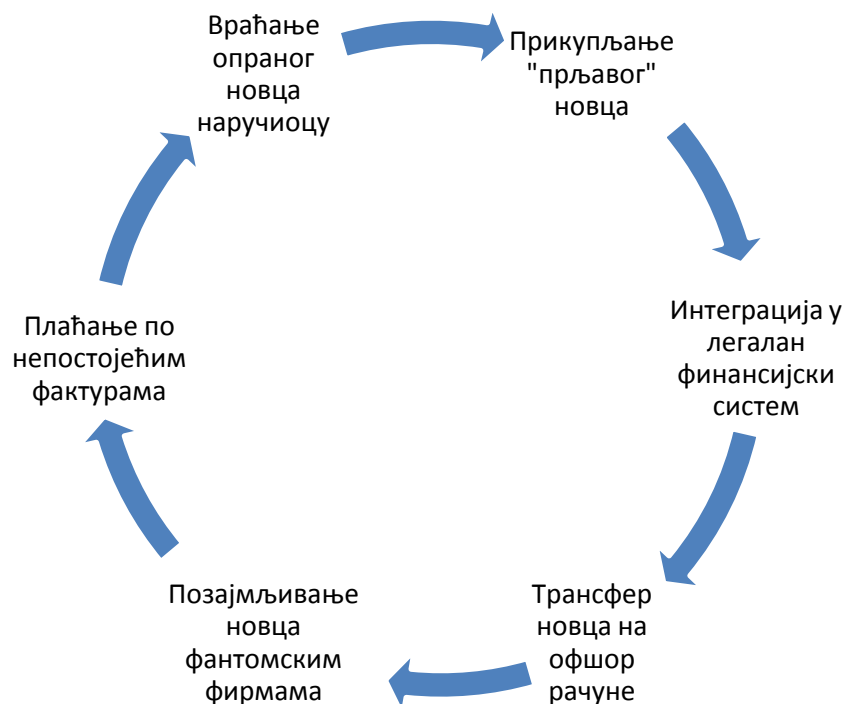 Враћање
опраног
новца
наручиоцу
Прикупљање
"прљавог"
новца
Интеграција у
легалан
финансијски
систем
Трансфер
новца на
офшор
рачуне
Позајмљивање
новца
фантомским
фирмама
Плаћање по
непостојећим
фактурама